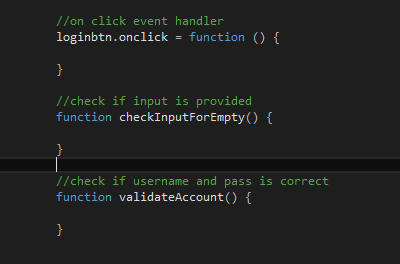 //on click event handler
loginbtn.onclick = function () {
}
//check if input is provided
function checkInputForEmpty() {
}
//check if username and pass is correct
function validateAccount() {
}